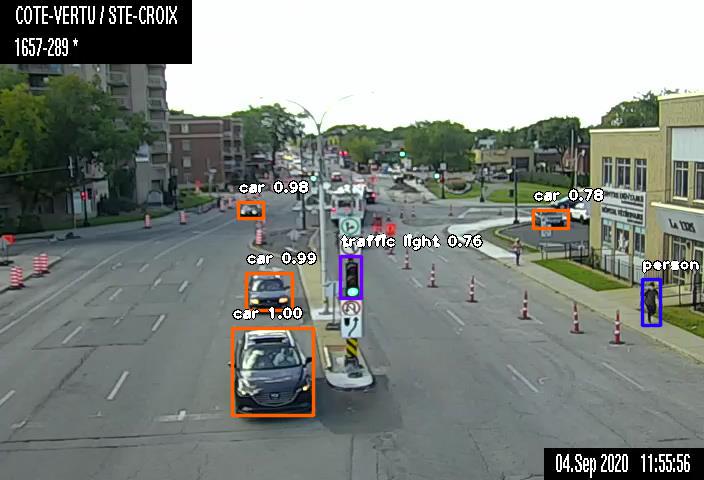 COTE-VERTU / STE-CROIX
1657-289 *
car 0.98
car 0.78
traffic light 0.76
car 0.99
person
car 1.00
04.Sep 2020 11:55:56